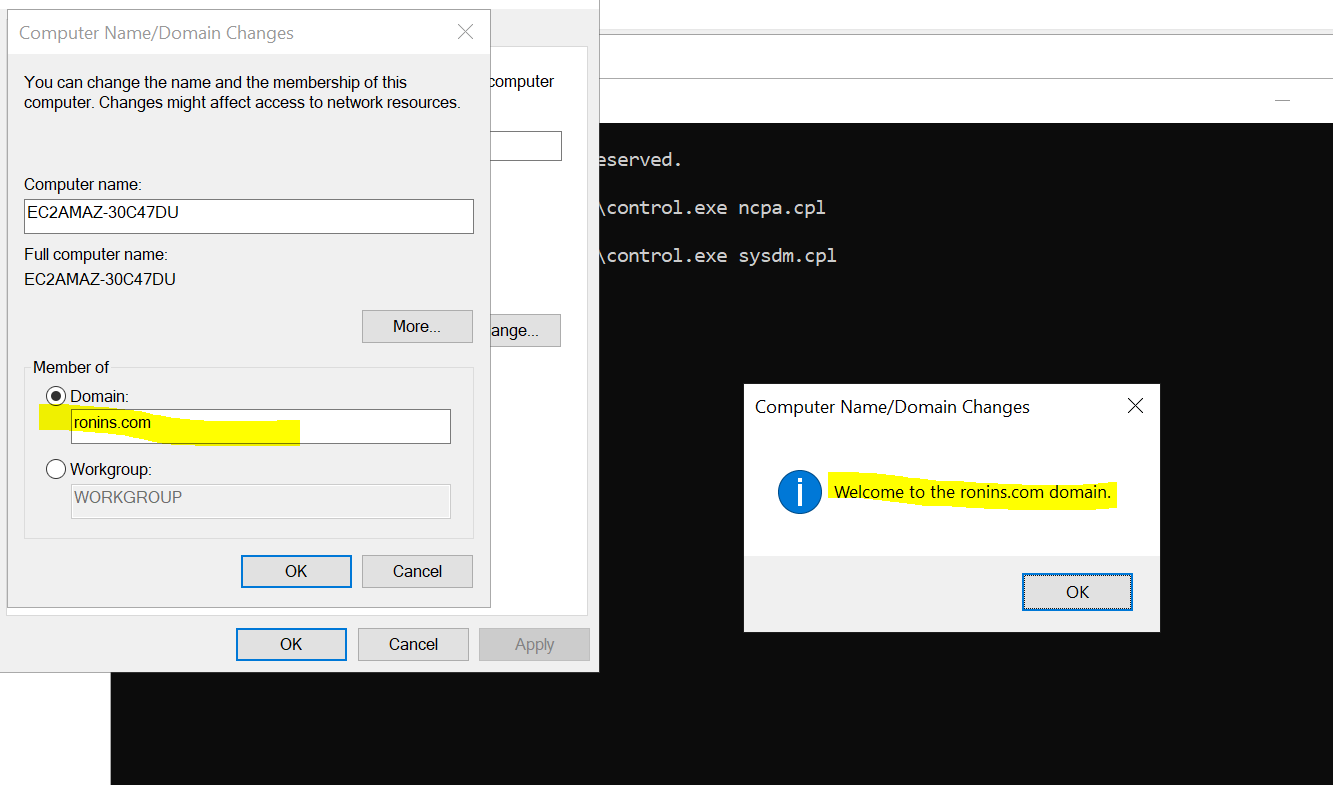 Computer Name/Domain Changes
You can change the name and the membership of this
computer. Changes might affect access to network resources.
Computer name:
EC2AMAZ-30C47DU
Full computer name:
EC2AMAZ-30C47DU
More...
Member of
Domain:
ronins.com
Workgroup:
WORKGROUP
OK
Cancel
computer
ange...
OK
Cancel
Apply
eserved.
\control.exe ncpa.cpl
\control.exe sysdm.cpl
Computer Name/Domain Changes
Welcome to the ronins.com domain.
OK